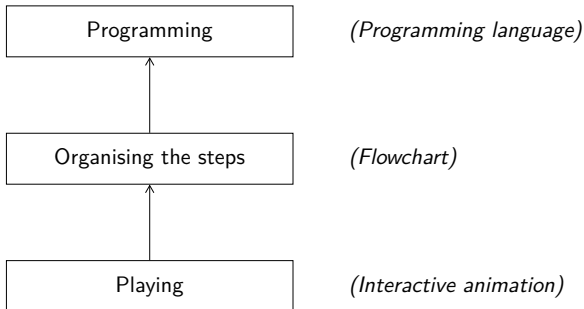 Programming (Programming language)
Organising the steps (Flowchart)
Playing (Interactive animation)